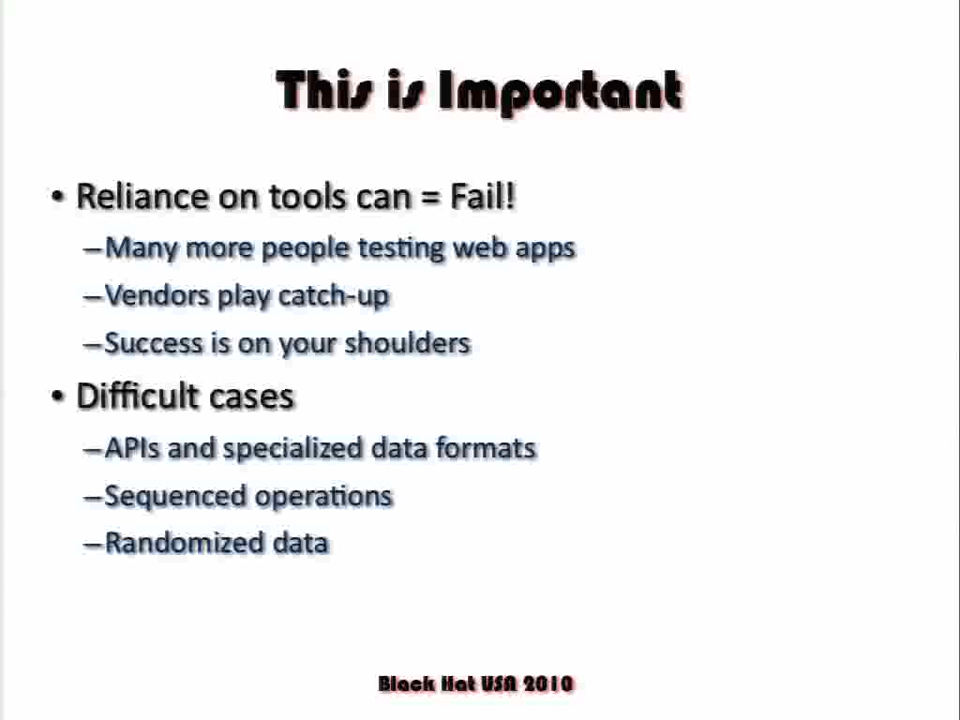 This is Important
• Reliance on tools can = Fail!
–Many more people testing web apps
–Vendors play catch-up
–Success is on your shoulders
• Difficult cases
–APIs and specialized data formats
–Sequenced operations
–Randomized data
Black Hat USA 2010